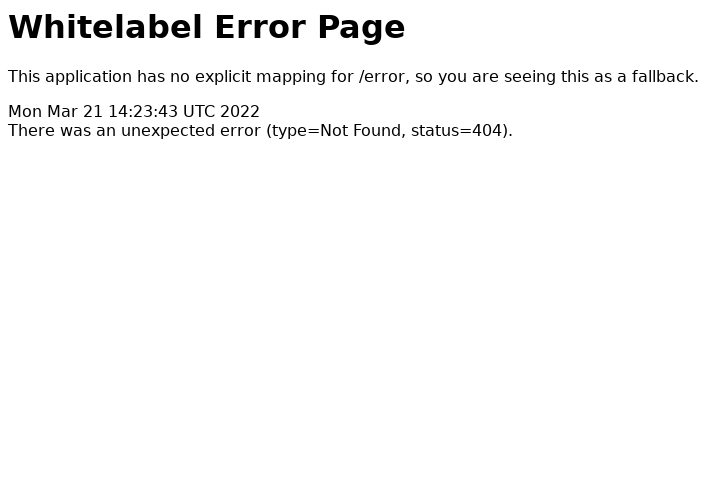 Whitelabel Error Page
This application has no explicit mapping for /error, so you are seeing this as a fallback.
Mon Mar 21 14:23:43 UTC 2022
There was an unexpected error (type=Not Found, status=404).